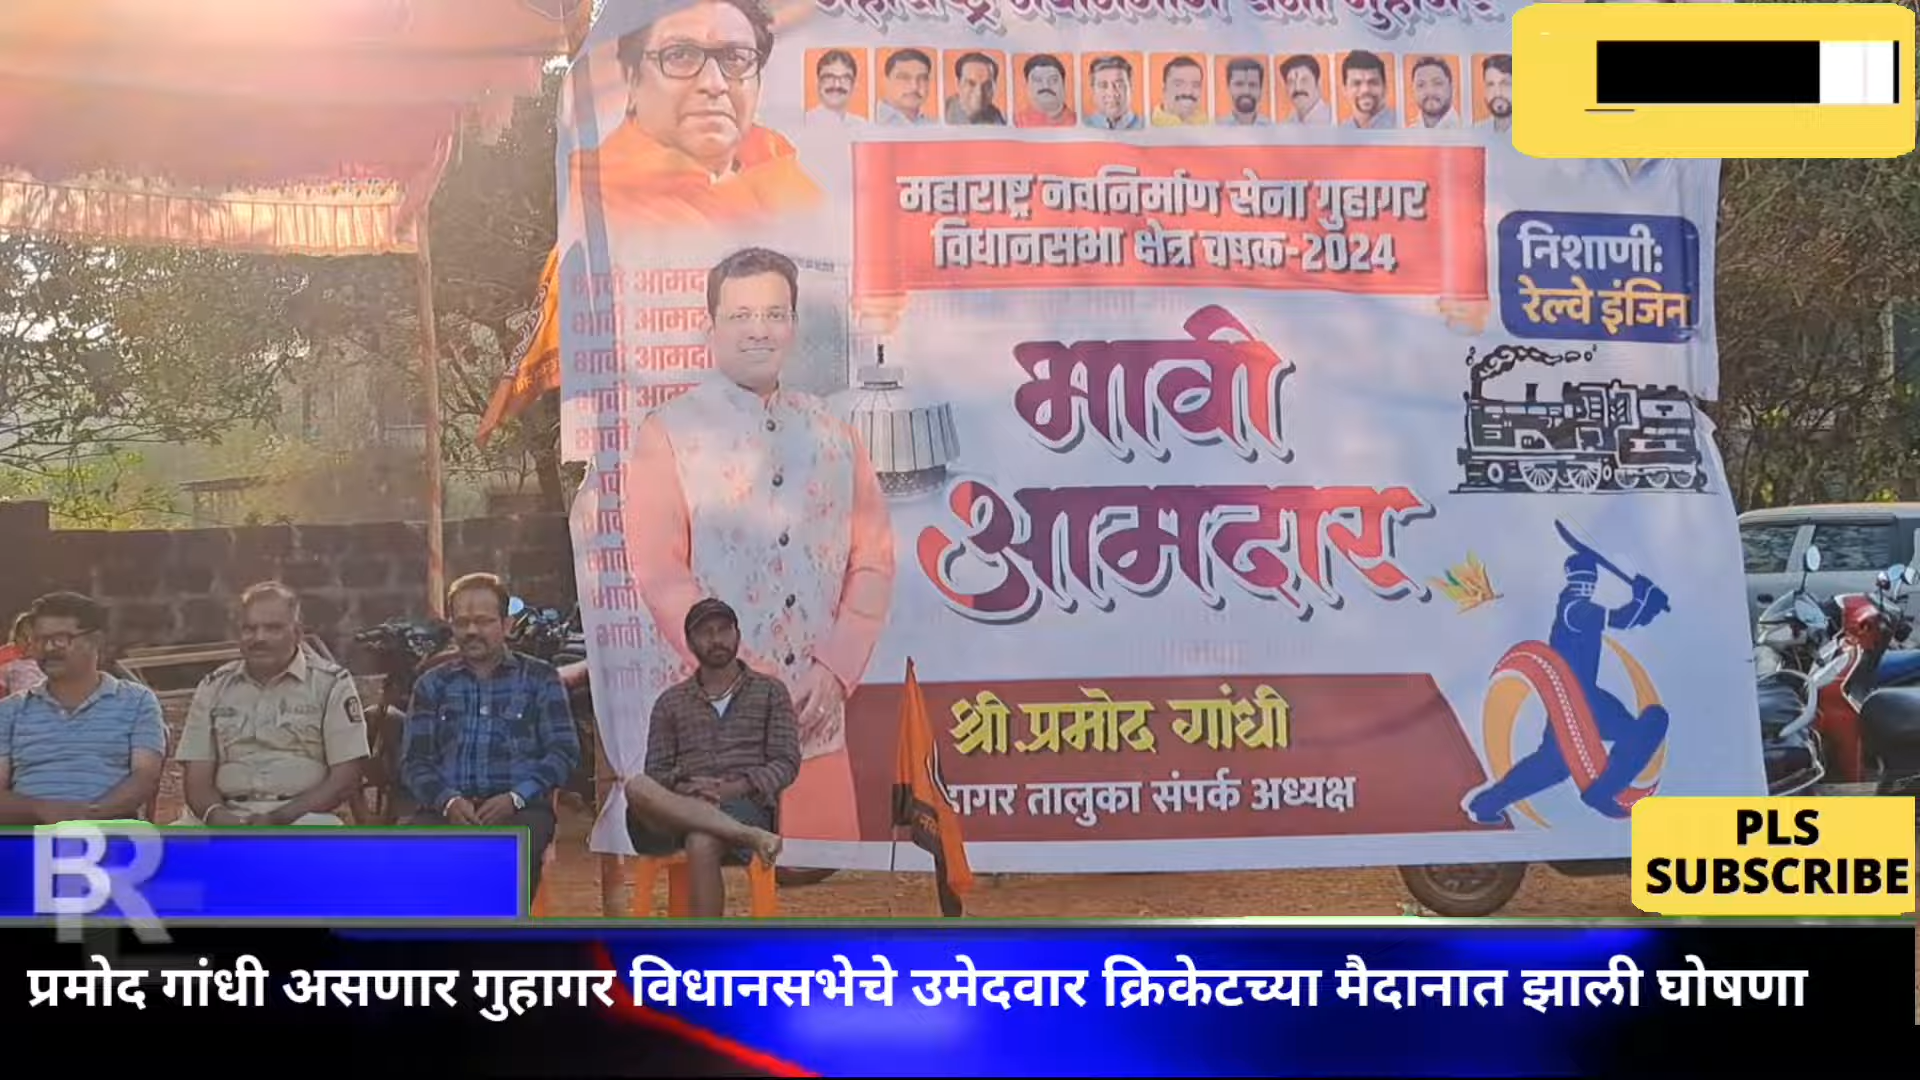 महाराष्ट्र नवनिर्माण सेना गुहागर
विधानसभा क्षेत्र चषक-2024
निशाणी:
रेल्वे इंजिन
भावी आमदा
भावी
आमदार
श्री.प्रमोद गांधी
तालुका संपर्क अध्यक्ष
PLS
SUBSCRIBE
प्रमोद गांधी असणार गुहागर विधानसभेचे उमेदवार क्रिकेटच्या मैदानात झाली घोषणा